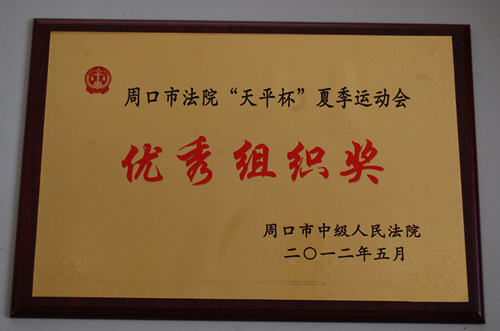 周口市法院“天平杯”夏季运动会
优秀组织奖
周口市中级人民法院
二〇一二年五月